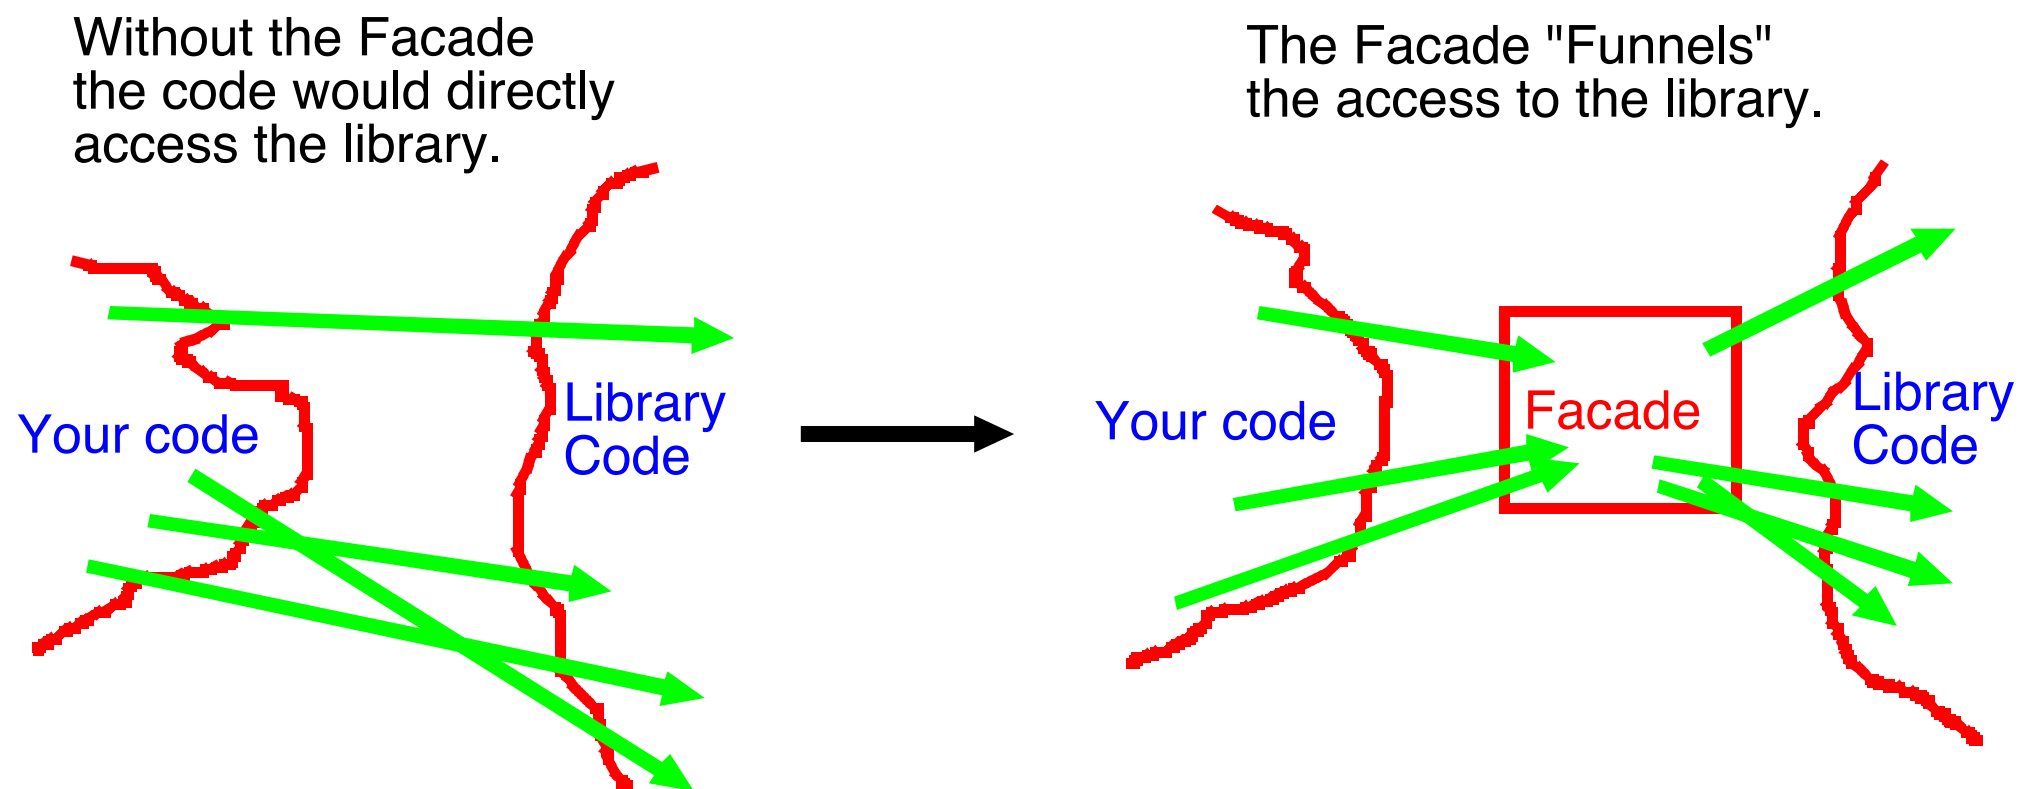 Without the Facade
the code would directly
access the library.
Your code
Library
Code
The Facade "Funnels"
the access to the library.
Your code
Facade
Library
Code